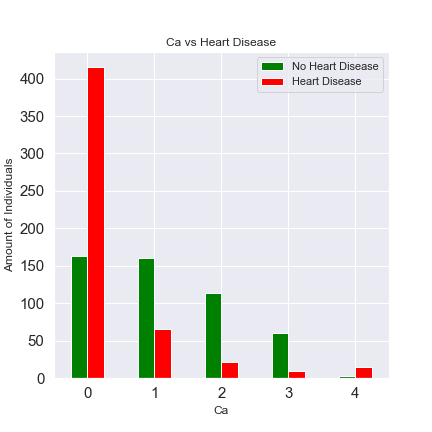 Ca vs Heart Disease
No Heart Disease
Heart Disease
400
350
300
250
200
150
100
50
0
Amount of Individuals
0 1 2 3 4
Ca